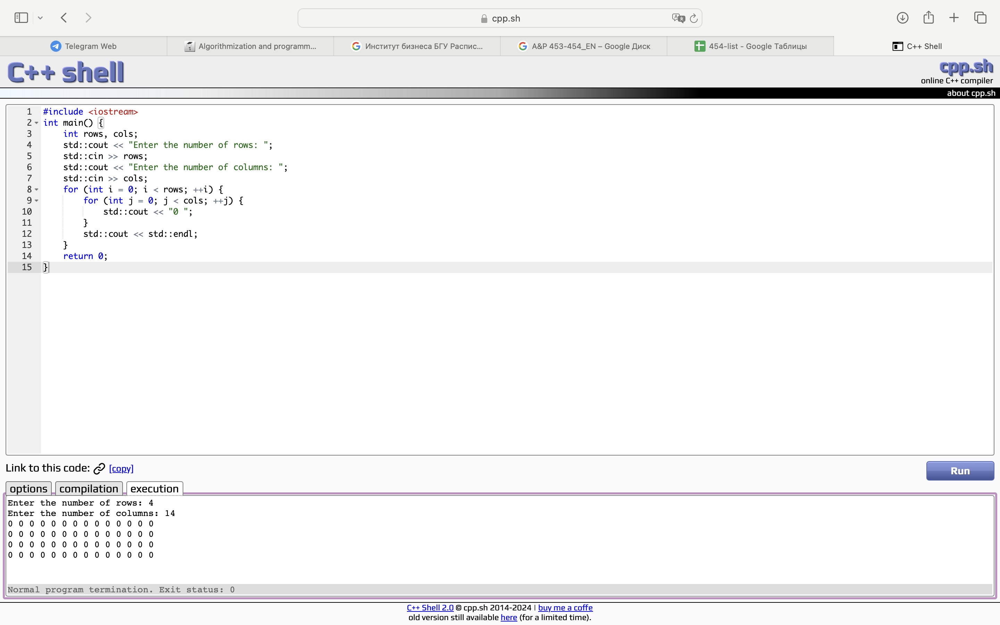 cpp.sh
Telegram Web
Algorithmization and programm...
Институт бизнеса БГУ Распис...
A&P 453-454_EN – Google Диск
454-list - Google Таблицы
C++ Shell
C++ shell
cpp.sh
online C++ compiler
about cpp.sh
1 #include <iostream>
2 int main() {
3     int rows, cols;
4     std::cout << "Enter the number of rows: ";
5     std::cin >> rows;
6     std::cout << "Enter the number of columns: ";
7     std::cin >> cols;
8     for (int i = 0; i < rows; ++i) {
9         for (int j = 0; j < cols; ++j) {
10             std::cout << "0 ";
11         }
12         std::cout << std::endl;
13     }
14     return 0;
15 }
Link to this code: [copy]
Run
options compilation execution
Enter the number of rows: 4
Enter the number of columns: 14
0 0 0 0 0 0 0 0 0 0 0 0 0 0
0 0 0 0 0 0 0 0 0 0 0 0 0 0
0 0 0 0 0 0 0 0 0 0 0 0 0 0
0 0 0 0 0 0 0 0 0 0 0 0 0 0
Normal program termination. Exit status: 0
C++ Shell 2.0 © cpp.sh 2014-2024 | buy me a coffe
old version still available here (for a limited time).